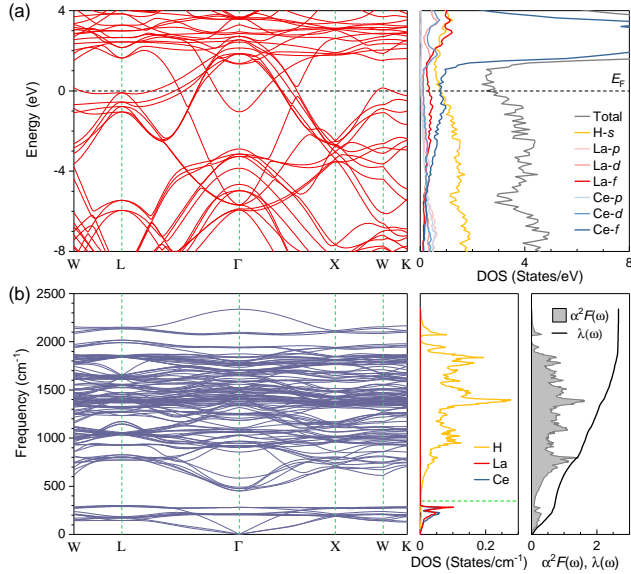 (a)
Energy (eV)
4
0
-4
-8
W L Γ X W K
E_F
Total
H-s
La-p
La-d
La-f
Ce-p
Ce-d
Ce-f
0 4 8
DOS (States/eV)
(b)
Frequency (cm⁻¹)
2500
2000
1500
1000
500
0
W L Γ X W K
H
La
Ce
0 0.2
DOS (States/cm⁻¹)
α²F(ω)
λ(ω)
0 2
α²F(ω), λ(ω)